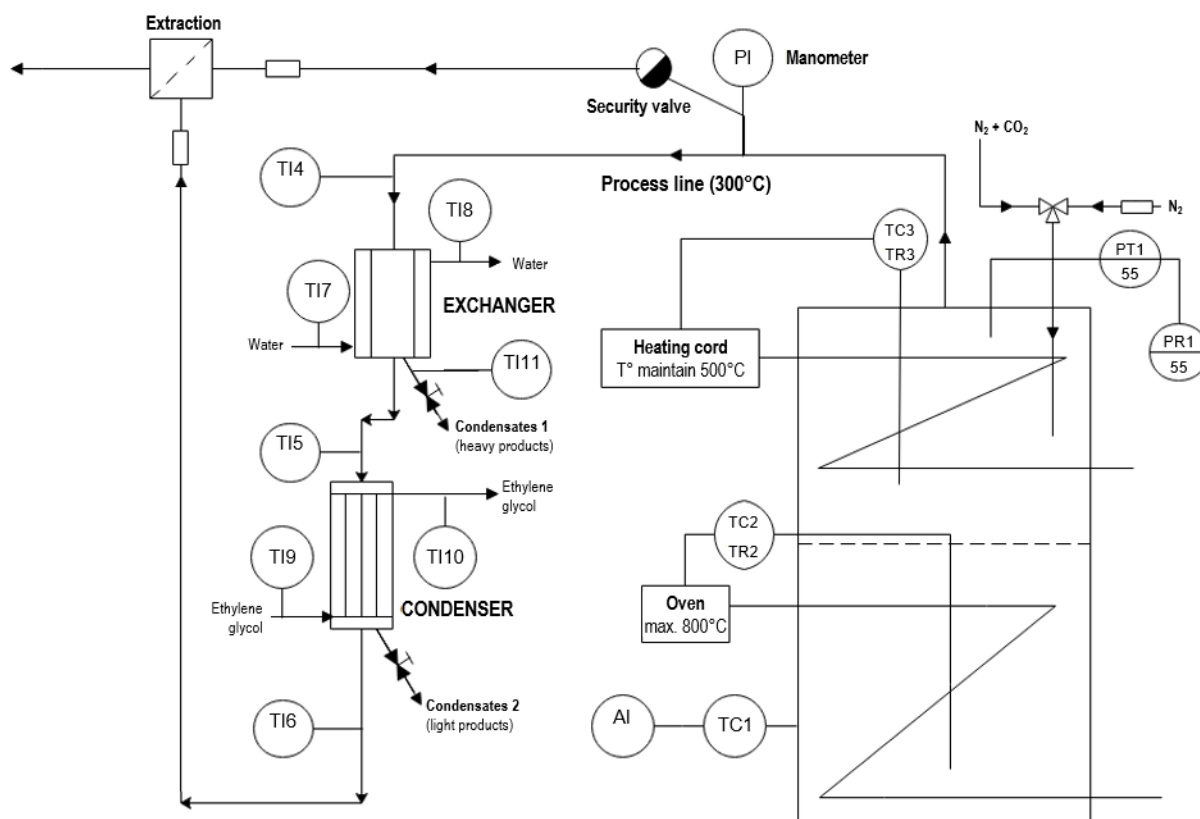 Extraction
PI
Manometer
Security valve
N₂ + CO₂
TI4
Process line (300°C)
TI8
N₂
TC3
TR3
Water
PT1
55
TI7
EXCHANGER
Water
Heating cord
T° maintain 500°C
TI11
PR1
55
Condensates 1
(heavy products)
TI5
Ethylene
glycol
TC2
TR2
TI9
TI10
Oven
max. 800°C
Ethylene
glycol
CONDENSER
Condensates 2
(light products)
TI6
AI
TC1